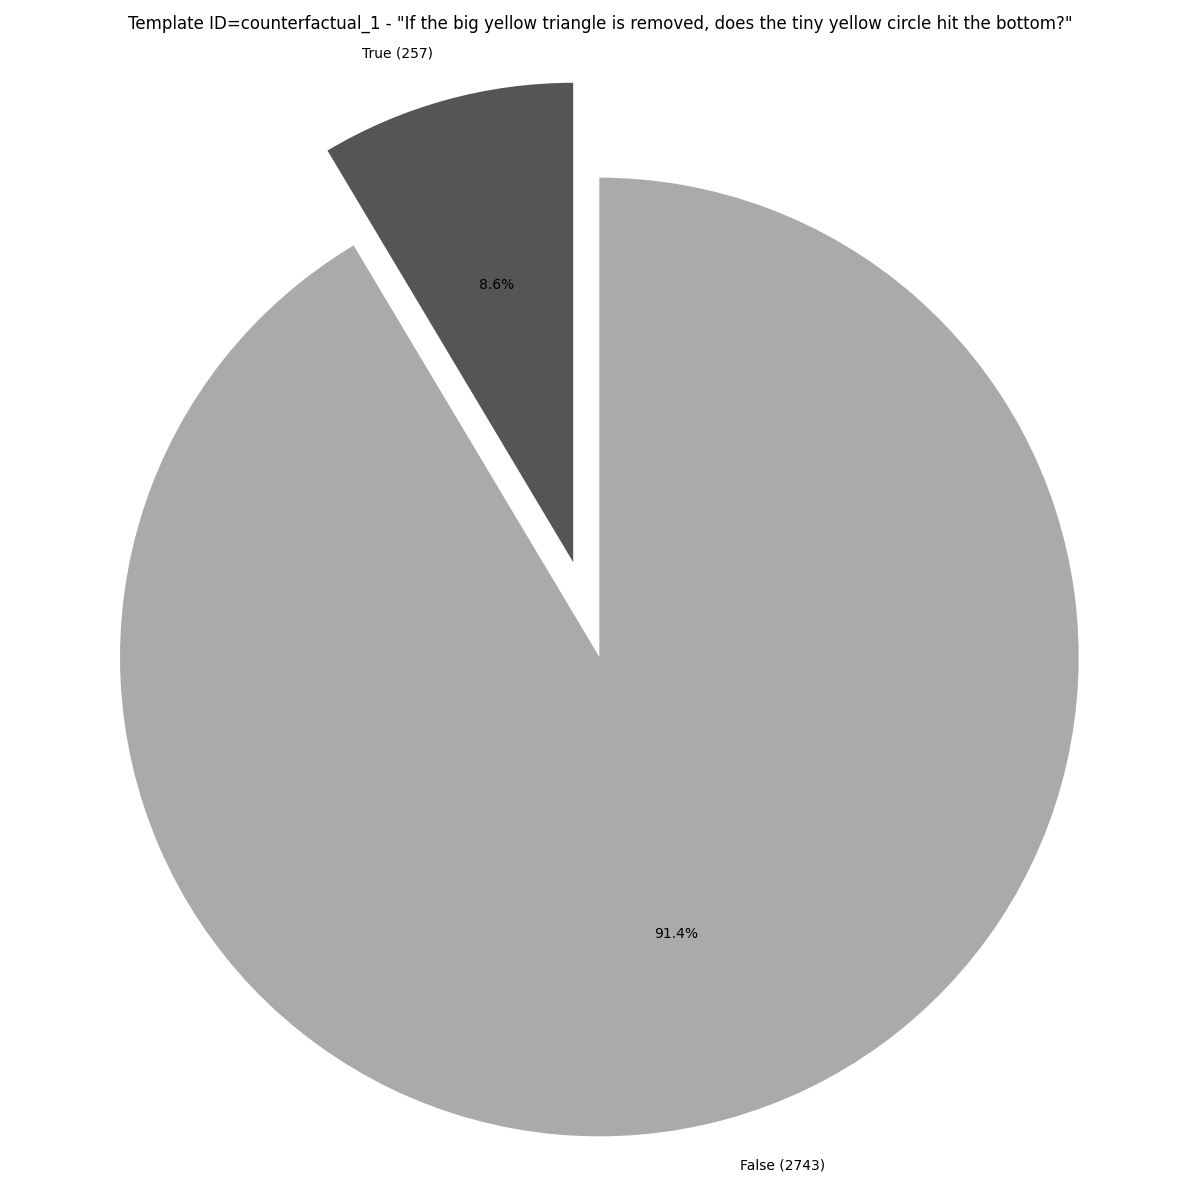 Template ID=counterfactual_1 - "If the big yellow triangle is removed, does the tiny yellow circle hit the bottom?"
True (257)
8.6%
91.4%
False (2743)